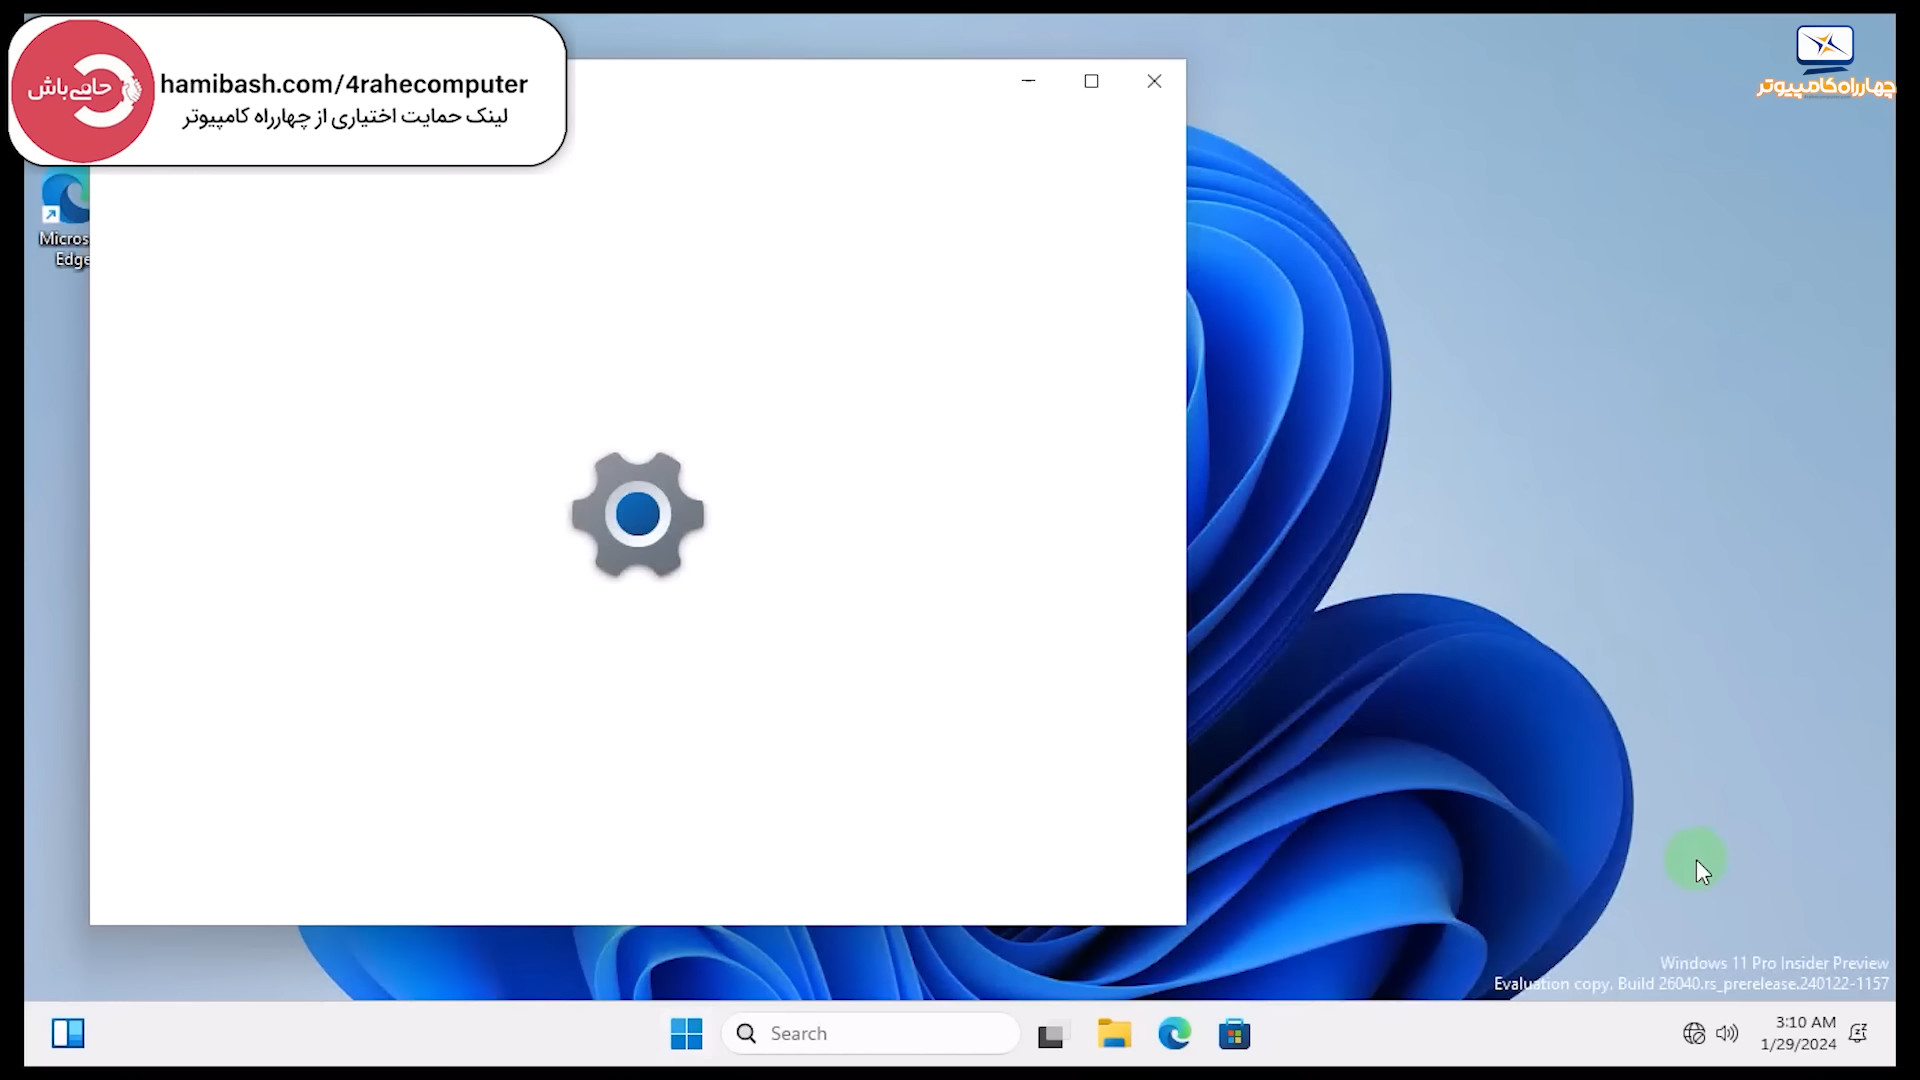 حامی‌باش
hamibash.com/4rahecomputer
لینک حمایت اختیاری از چهارراه کامپیوتر
چهارراه کامپیوتر
Micros
Edge
Windows 11 Pro Insider Preview
Evaluation copy. Build 26040.rs_prerelease.240122-1157
Search
3:10 AM
1/29/2024